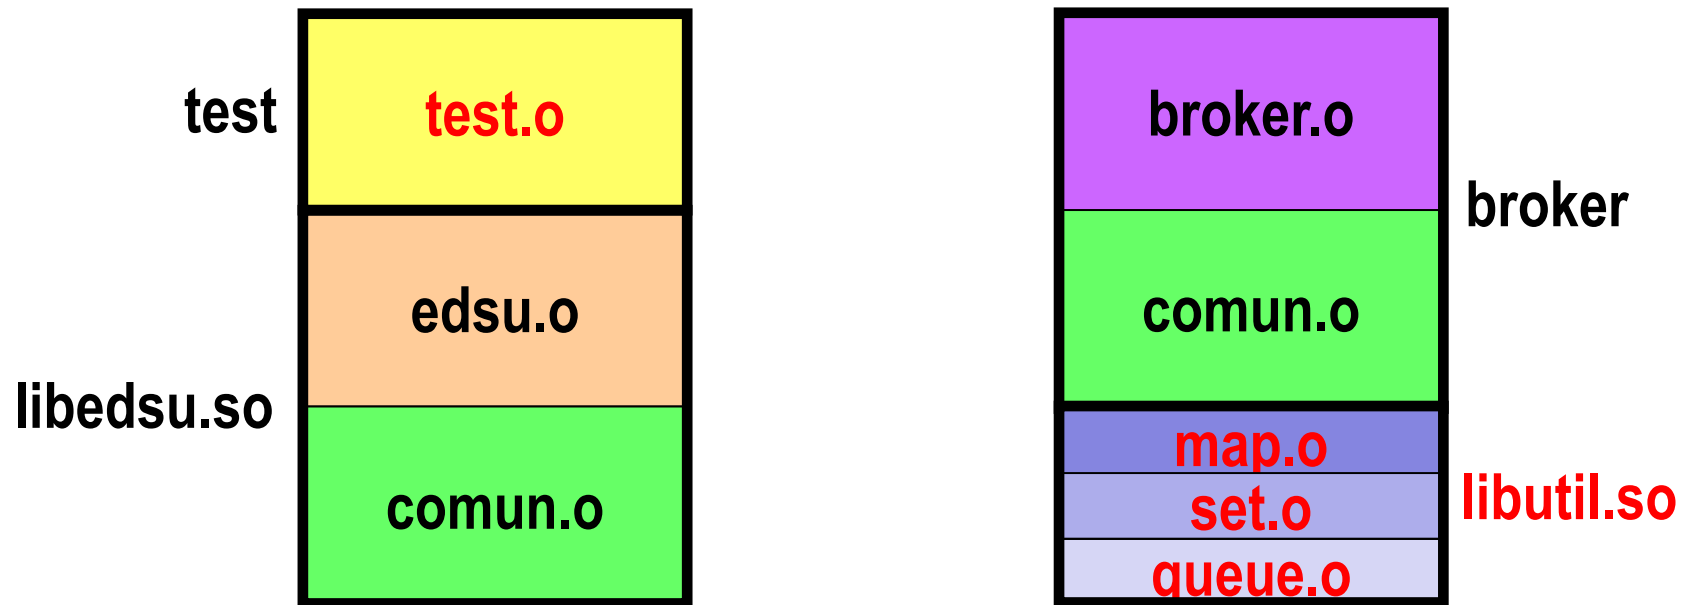 test
test.o
edsu.o
libedsu.so
comun.o
broker.o
broker
comun.o
map.o
set.o
libutil.so
queue.o